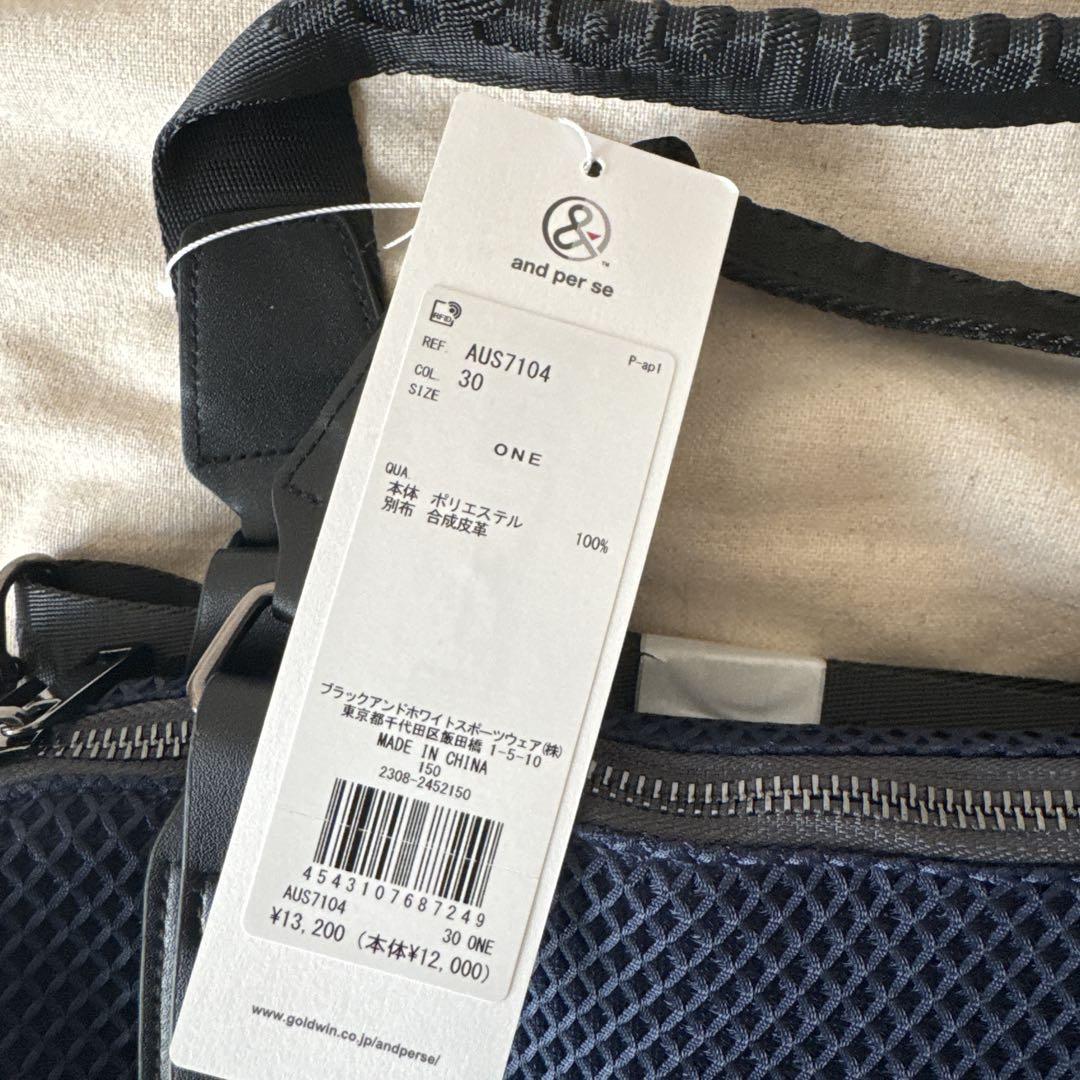 &
TM
and per se
RFID
REF. AUS7104 P-apl
COL. 30
SIZE
ONE
QUA.
本体 ポリエステル
別布 合成皮革 100%
ブラックアンドホワイトスポーツウェア(株)
東京都千代田区飯田橋 1-5-10
MADE IN CHINA
150
2308-2452150
4543107687249
AUS7104 30 ONE
¥13,200 (本体¥12,000)
www.goldwin.co.jp/andperse/